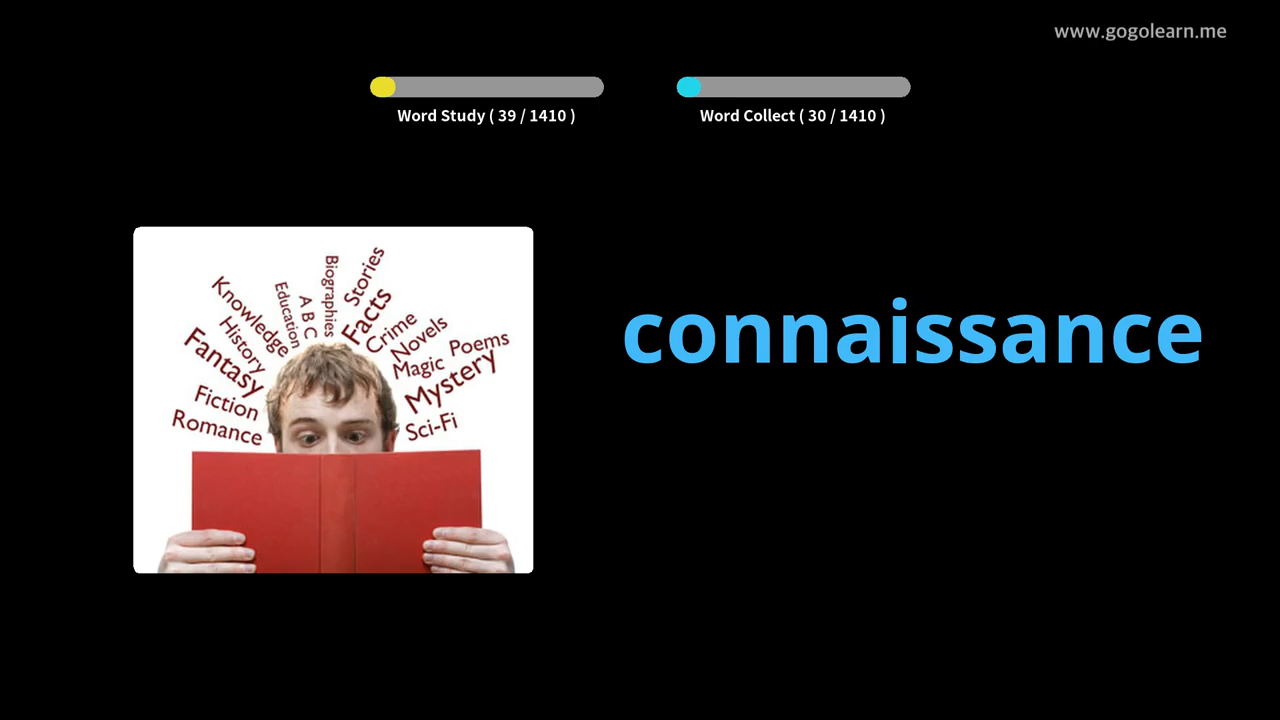 www.gogolearn.me
Word Study ( 39 / 1410 )
Word Collect ( 30 / 1410 )
connaissance
Knowledge
Education
A B C
Biographies
Stories
Facts
Crime
Novels
Poems
History
Fantasy
Magic
Mystery
Fiction
Romance
Sci-Fi